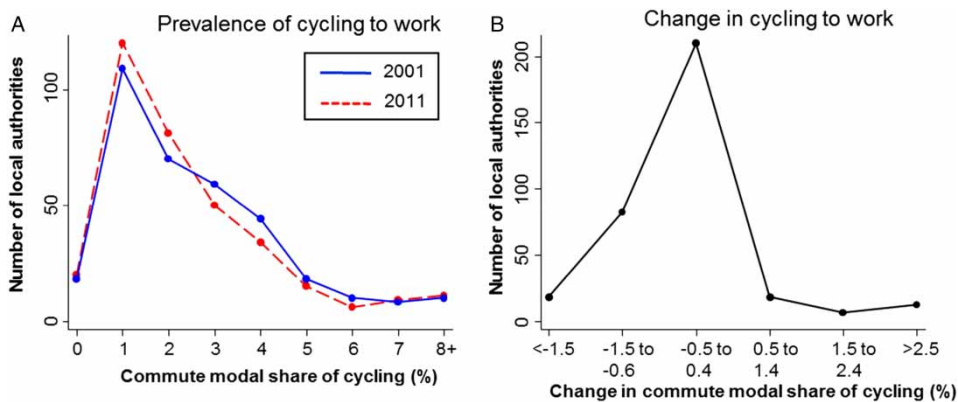 A
Prevalence of cycling to work
2001
2011
Number of local authorities
0
50
100
0 1 2 3 4 5 6 7 8+
Commute modal share of cycling (%)
B
Change in cycling to work
Number of local authorities
0
50
100
150
200
<-1.5 -1.5 to -0.5 to 0.5 to 1.5 to >2.5
-0.6 0.4 1.4 2.4
Change in commute modal share of cycling (%)